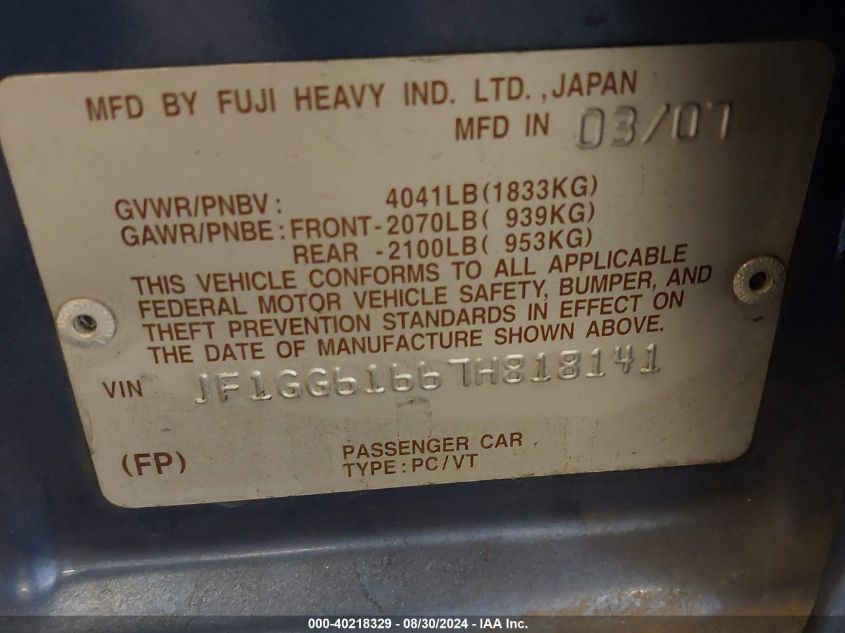 MFD BY FUJI HEAVY IND. LTD.,JAPAN
MFD IN 03/07
GVWR/PNBV: 4041LB(1833KG)
GAWR/PNBE:FRONT-2070LB( 939KG)
REAR -2100LB( 953KG)
THIS VEHICLE CONFORMS TO ALL APPLICABLE
FEDERAL MOTOR VEHICLE SAFETY, BUMPER, AND
THEFT PREVENTION STANDARDS IN EFFECT ON
THE DATE OF MANUFACTURE SHOWN ABOVE.
VIN JF1GG61667H818141
(FP) PASSENGER CAR
TYPE:PC/VT
000-40218329 - 08/30/2024 - IAA Inc.